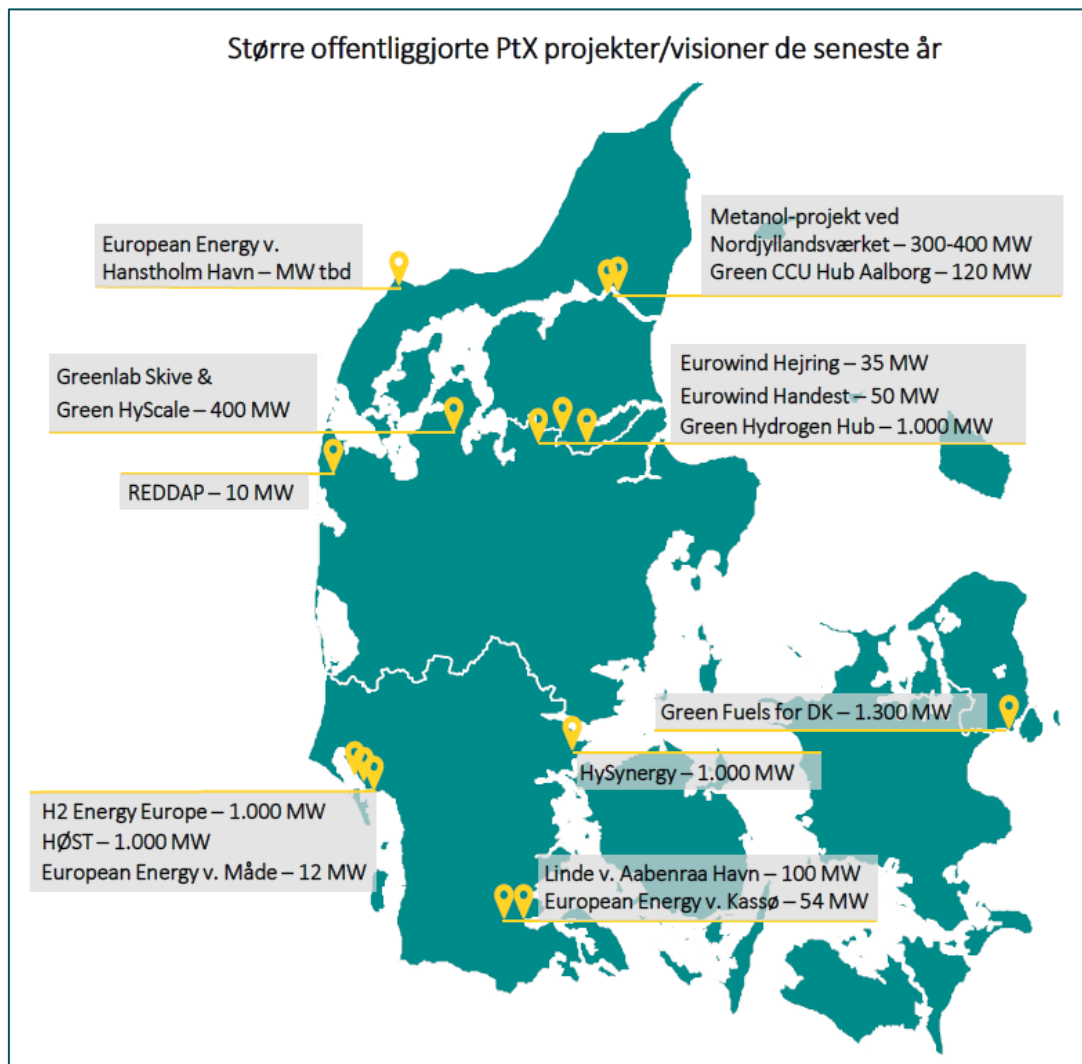 Større offentliggjorte PtX projekter/visioner de seneste år
European Energy v.
Hanstholm Havn – MW tbd
Metanol-projekt ved
Nordjyllandsværket – 300-400 MW
Green CCU Hub Aalborg – 120 MW
Greenlab Skive &
Green HyScale – 400 MW
Eurowind Hejring – 35 MW
Eurowind Handest – 50 MW
Green Hydrogen Hub – 1.000 MW
REDDAP – 10 MW
Green Fuels for DK – 1.300 MW
HySynergy – 1.000 MW
H2 Energy Europe – 1.000 MW
HØST – 1.000 MW
European Energy v. Måde – 12 MW
Linde v. Aabenraa Havn – 100 MW
European Energy v. Kassø – 54 MW